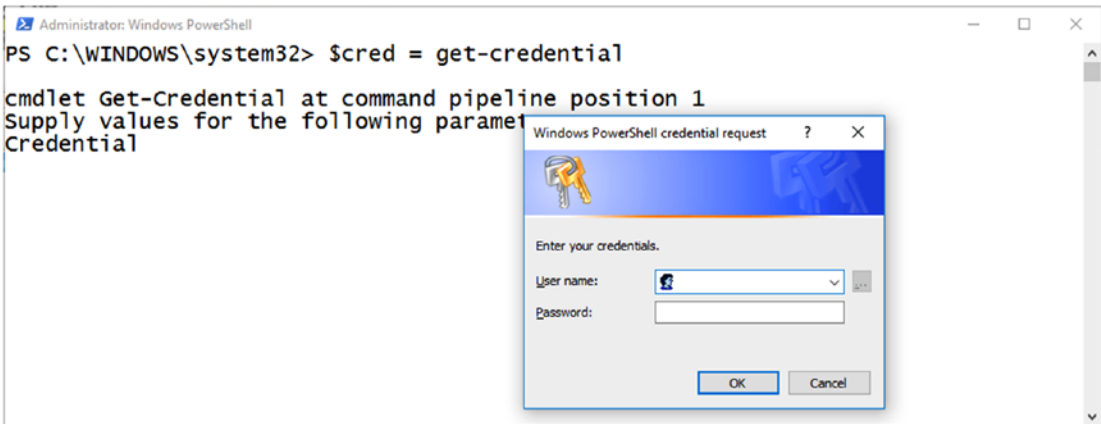 Administrator: Windows PowerShell
PS C:\WINDOWS\system32> $cred = get-credential
cmdlet Get-Credential at command pipeline position 1
Supply values for the following paramet
Credential
Windows PowerShell credential request
Enter your credentials.
User name:
...
Password:
OK Cancel